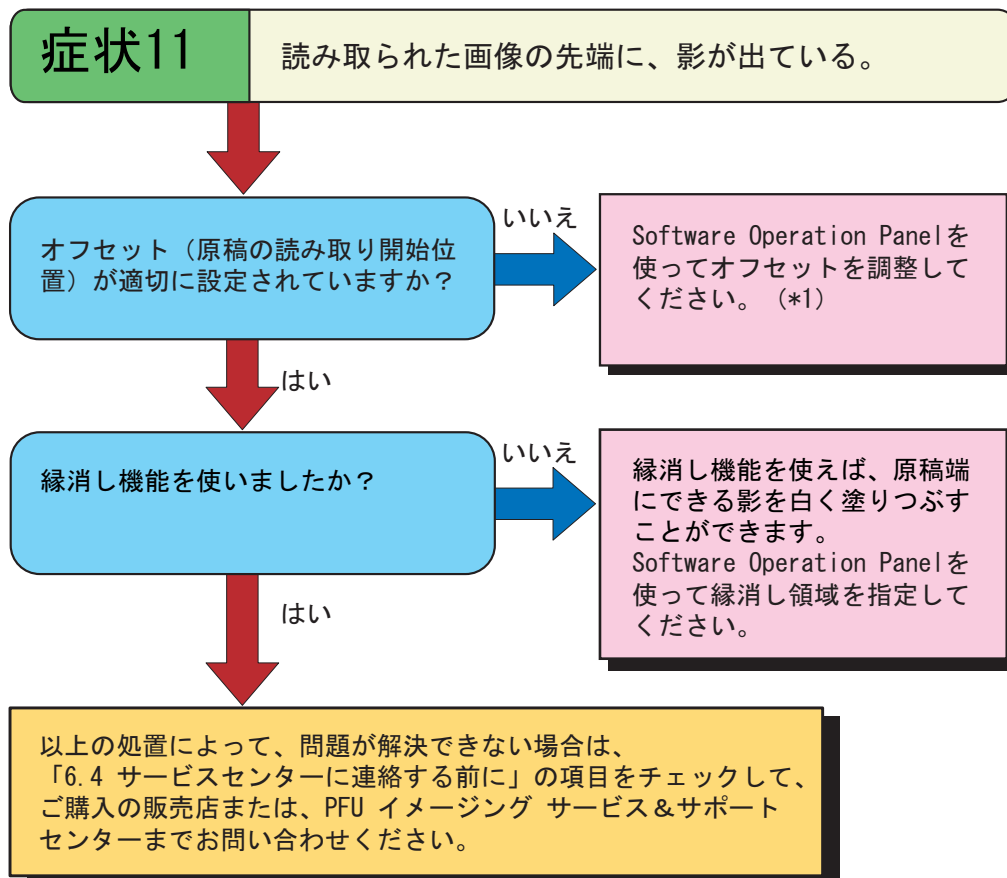 症状11
読み取られた画像の先端に、影が出ている。
オフセット（原稿の読み取り開始位
置）が適切に設定されていますか？
いいえ
Software Operation Panelを
使ってオフセットを調整して
ください。（*1）
はい
縁消し機能を使いましたか？
いいえ
縁消し機能を使えば、原稿端
にできる影を白く塗りつぶす
ことができます。
Software Operation Panelを
使って縁消し領域を指定して
ください。
はい
以上の処置によって、問題が解決できない場合は、
「6.4 サービスセンターに連絡する前に」の項目をチェックして、
ご購入の販売店または、PFU イメージング サービス＆サポート
センターまでお問い合わせください。